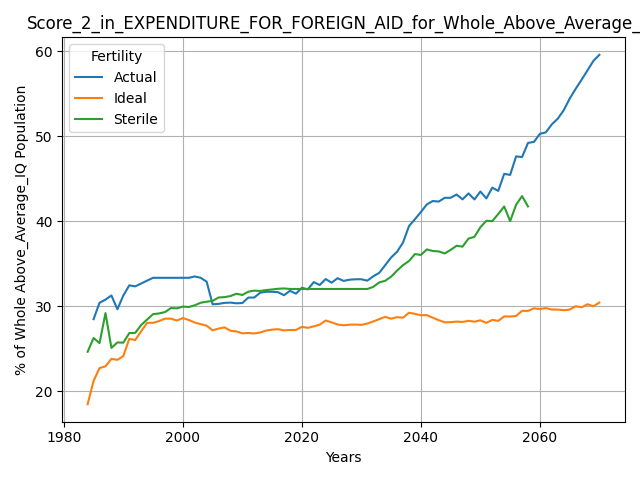 Score_2_in_EXPENDITURE_FOR_FOREIGN_AID_for_Whole_Above_Average_
Fertility
Actual
Ideal
Sterile
% of Whole Above_Average_IQ Population
60
50
40
30
20
1980
2000
2020
2040
2060
Years